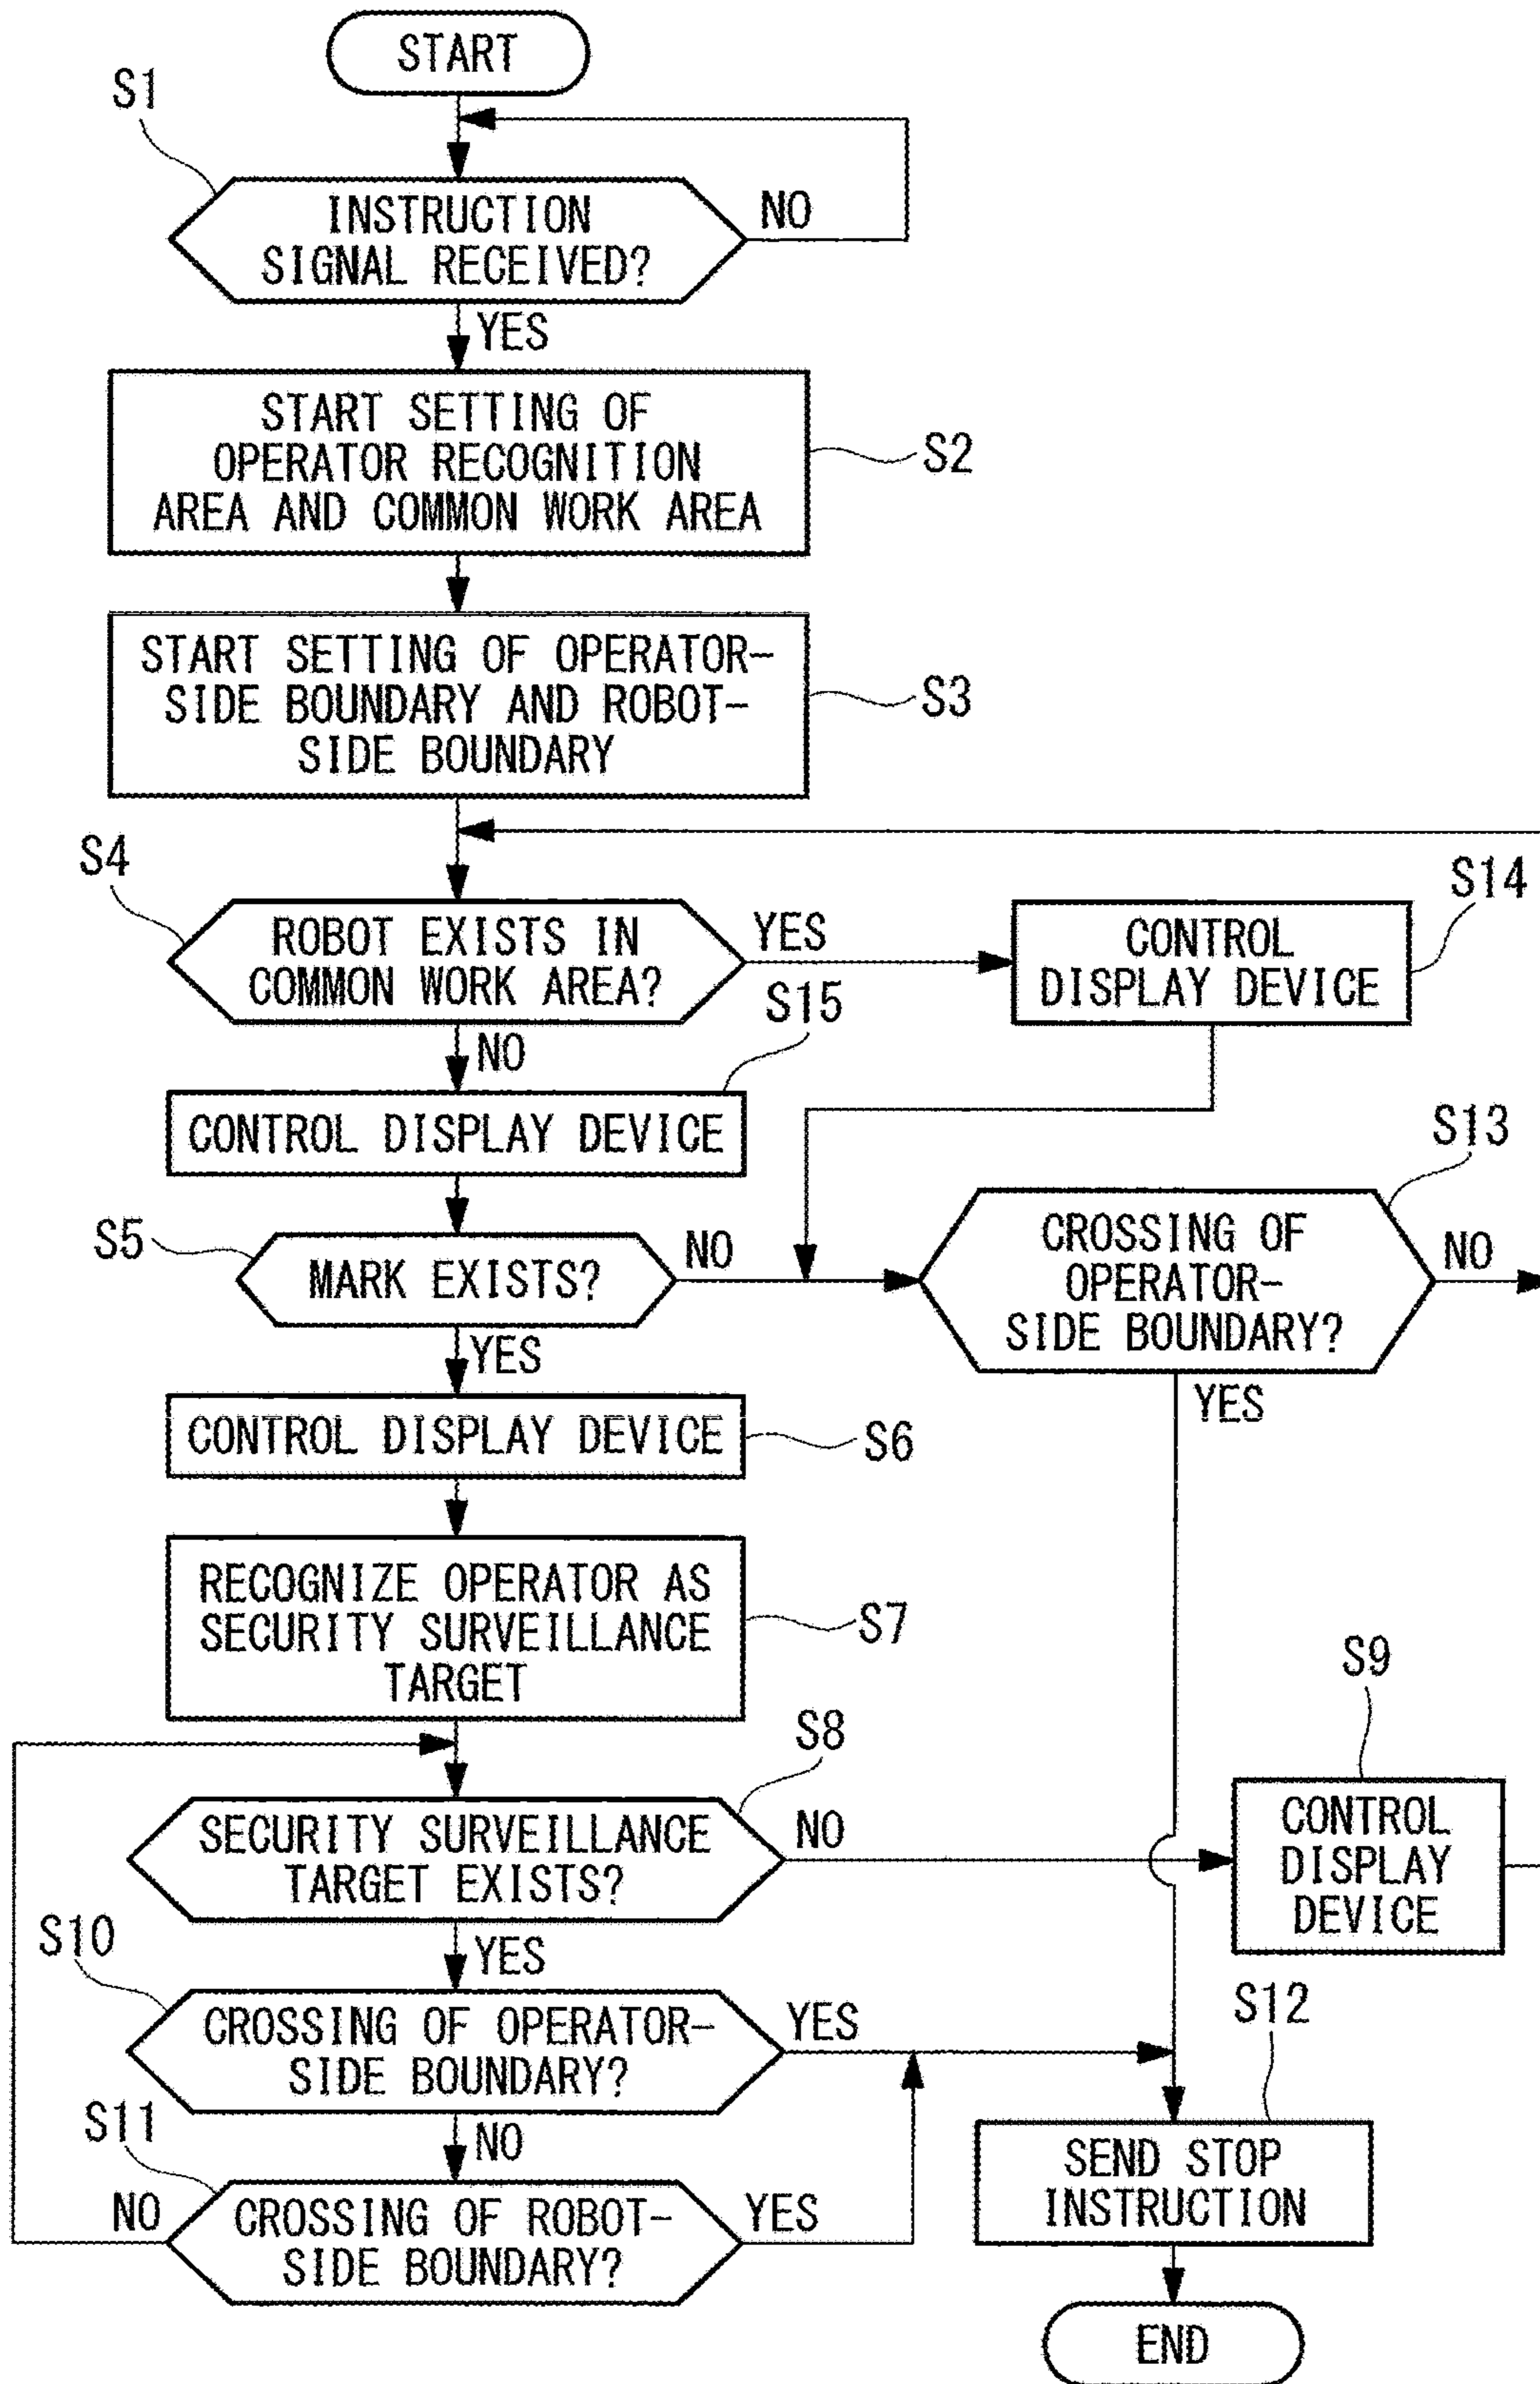 START
S1
INSTRUCTION
SIGNAL RECEIVED?
NO
YES
START SETTING OF
OPERATOR RECOGNITION
AREA AND COMMON WORK AREA
S2
START SETTING OF OPERATOR-
SIDE BOUNDARY AND ROBOT-
SIDE BOUNDARY
S3
S4
ROBOT EXISTS IN
COMMON WORK AREA?
YES
NO
S14
CONTROL
DISPLAY DEVICE
S15
CONTROL DISPLAY DEVICE
S5
MARK EXISTS?
NO
YES
S13
CROSSING OF
OPERATOR-
SIDE BOUNDARY?
NO
YES
CONTROL DISPLAY DEVICE
S6
RECOGNIZE OPERATOR AS
SECURITY SURVEILLANCE
TARGET
S7
S8
SECURITY SURVEILLANCE
TARGET EXISTS?
NO
YES
S9
CONTROL
DISPLAY
DEVICE
S10
CROSSING OF OPERATOR-
SIDE BOUNDARY?
YES
NO
S11
CROSSING OF ROBOT-
SIDE BOUNDARY?
NO
YES
S12
SEND STOP
INSTRUCTION
END